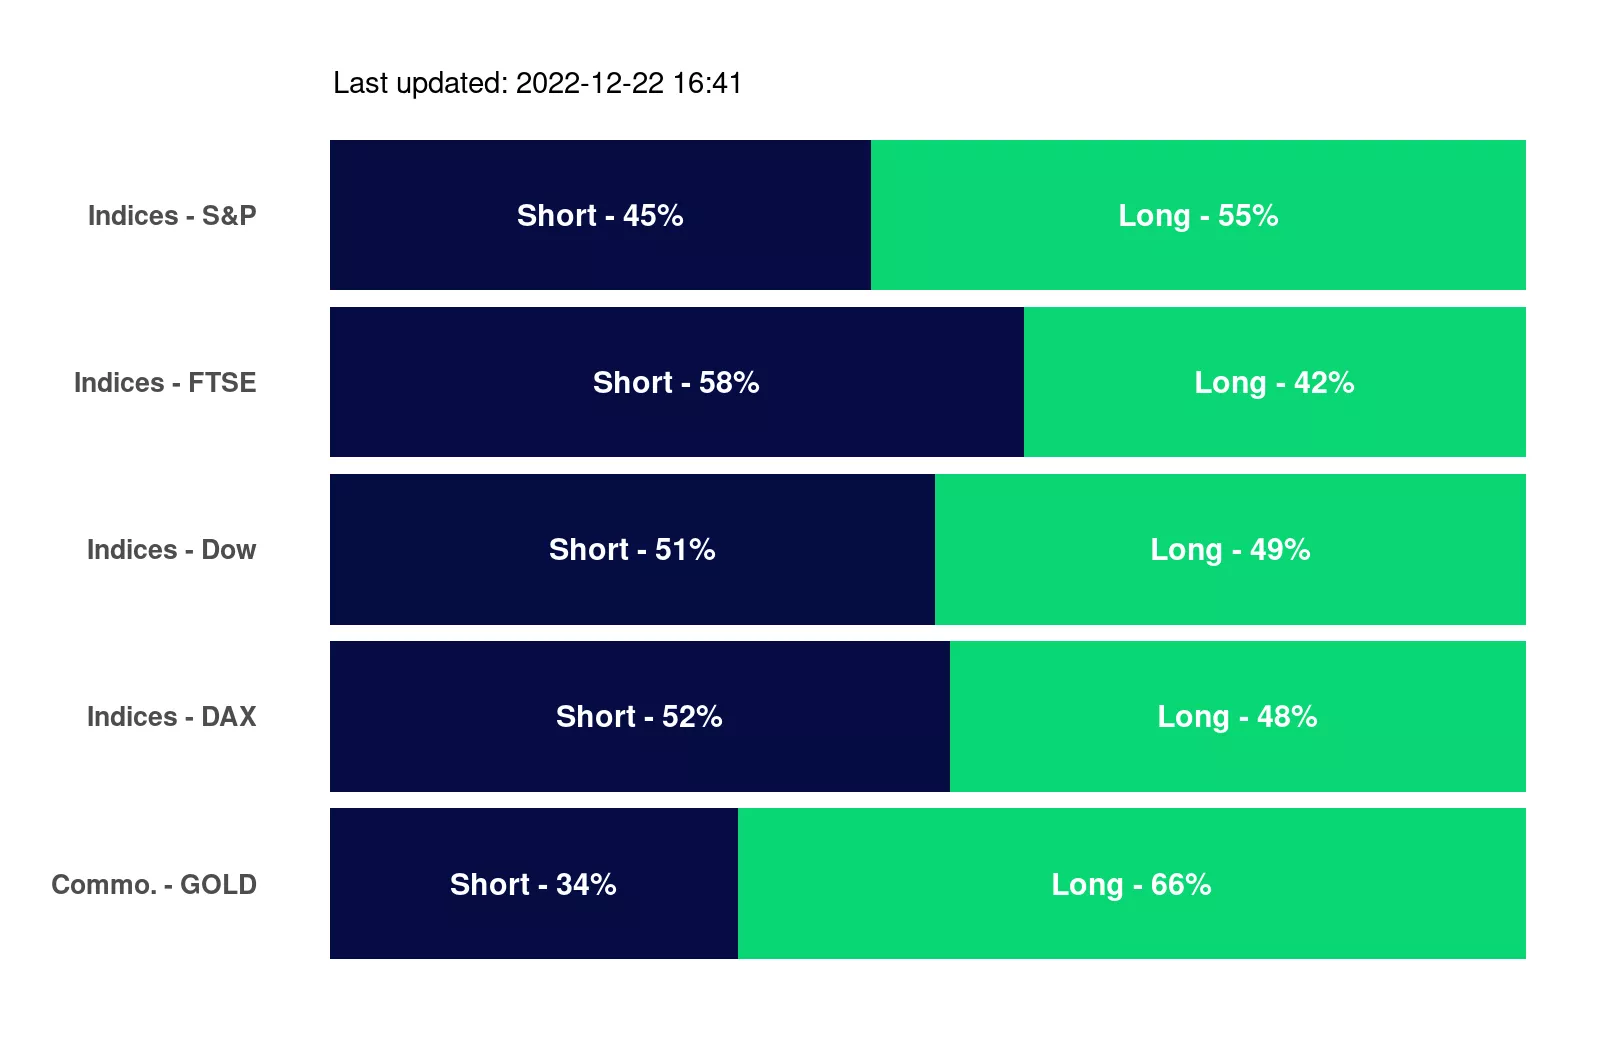 Last updated: 2022-12-22 16:41
Indices - S&P Short - 45% Long - 55%
Indices - FTSE Short - 58% Long - 42%
Indices - Dow Short - 51% Long - 49%
Indices - DAX Short - 52% Long - 48%
Commo. - GOLD Short - 34% Long - 66%